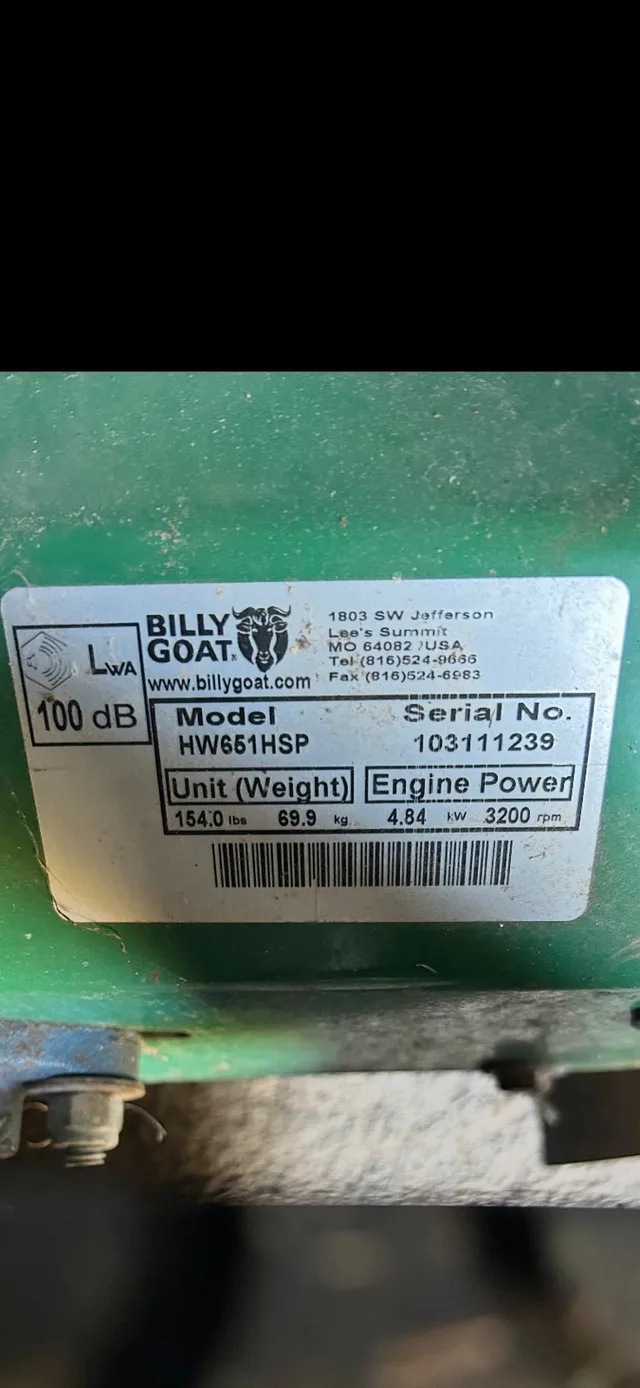 LWA
100 dB
BILLY
GOAT.
www.billygoat.com
1803 SW Jefferson
Lee's Summit
MO 64082 /USA
Tel (816)524-9666
Fax (816)524-6983
Model Serial No.
HW651HSP 103111239
Unit (Weight) Engine Power
154.0 lbs 69.9 kg. 4.84 kW 3200 rpm